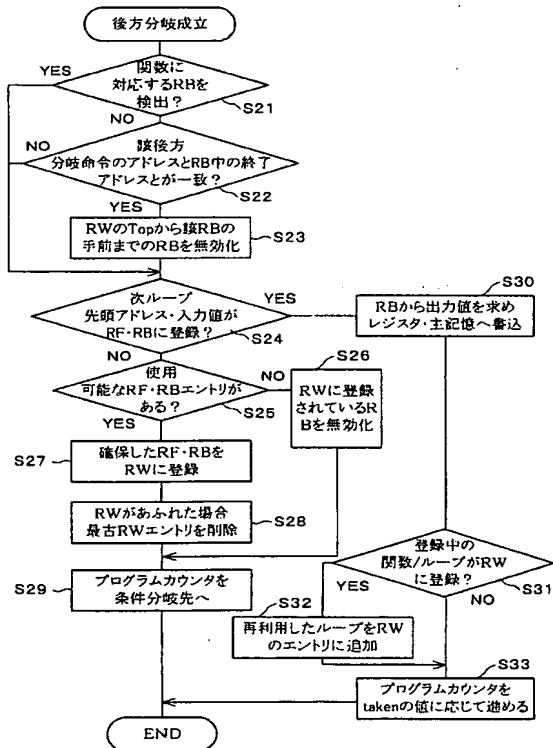 後方分岐成立
YES
関数に
対応するRBを
検出?
S21
NO
NO
該後方
分岐命令のアドレスとRB中の終了
アドレスとが一致?
S22
YES
RWのTopから該RBの
手前までのRBを無効化
S23
次ループ
先頭アドレス・入力値が
RF・RBに登録?
S24
YES
S30
RBから出力値を求め
レジスタ・主記憶へ書込
NO
使用
可能なRF・RBエントリが
ある?
S25
NO
S26
RWに登録
されているR
Bを無効化
YES
S27
確保したRF・RBを
RWに登録
RWがあふれた場合
最古RWエントリを削除
S28
S29
プログラムカウンタを
条件分岐先へ
登録中の
関数/ループがRW
に登録?
S31
YES
NO
S32
再利用したループをRW
のエントリに追加
S33
プログラムカウンタを
takenの値に応じて進める
END